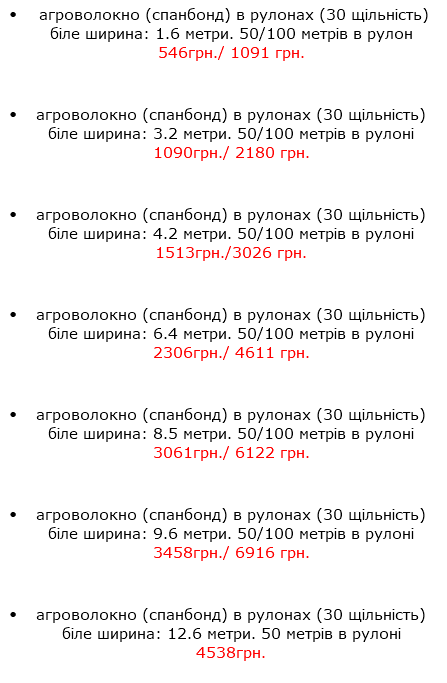 • агроволокно (спанбонд) в рулонах (30 щільність)
біле ширина: 1.6 метри. 50/100 метрів в рулон
546грн./ 1091 грн.
• агроволокно (спанбонд) в рулонах (30 щільність)
біле ширина: 3.2 метри. 50/100 метрів в рулоні
1090грн./ 2180 грн.
• агроволокно (спанбонд) в рулонах (30 щільність)
біле ширина: 4.2 метри. 50/100 метрів в рулоні
1513грн./3026 грн.
• агроволокно (спанбонд) в рулонах (30 щільність)
біле ширина: 6.4 метри. 50/100 метрів в рулоні
2306грн./ 4611 грн.
• агроволокно (спанбонд) в рулонах (30 щільність)
біле ширина: 8.5 метри. 50/100 метрів в рулоні
3061грн./ 6122 грн.
• агроволокно (спанбонд) в рулонах (30 щільність)
біле ширина: 9.6 метри. 50/100 метрів в рулоні
3458грн./ 6916 грн.
• агроволокно (спанбонд) в рулонах (30 щільність)
біле ширина: 12.6 метри. 50 метрів в рулоні
4538грн.